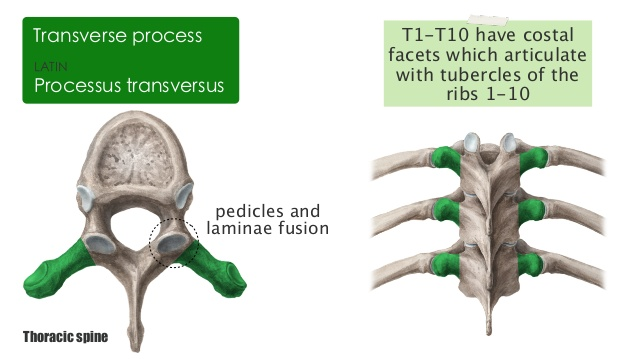 Transverse process
LATIN
Processus transversus
T1–T10 have costal
facets which articulate
with tubercles of the
ribs 1–10
pedicles and
laminae fusion
Thoracic spine